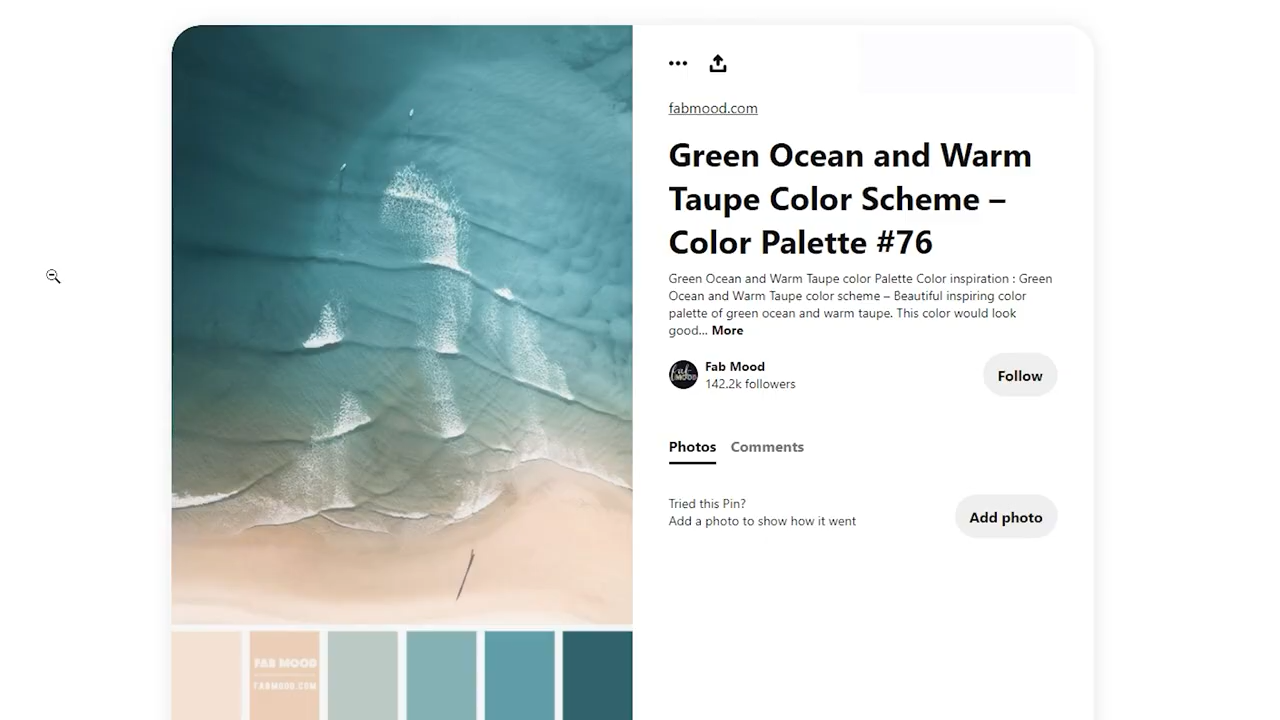 fabmood.com
Green Ocean and Warm
Taupe Color Scheme –
Color Palette #76
Green Ocean and Warm Taupe color Palette Color inspiration : Green
Ocean and Warm Taupe color scheme – Beautiful inspiring color
palette of green ocean and warm taupe. This color would look
good... More
Fab Mood
142.2k followers
Follow
Photos Comments
Tried this Pin?
Add a photo to show how it went
Add photo
FAB MOOD
FABMOOD.COM